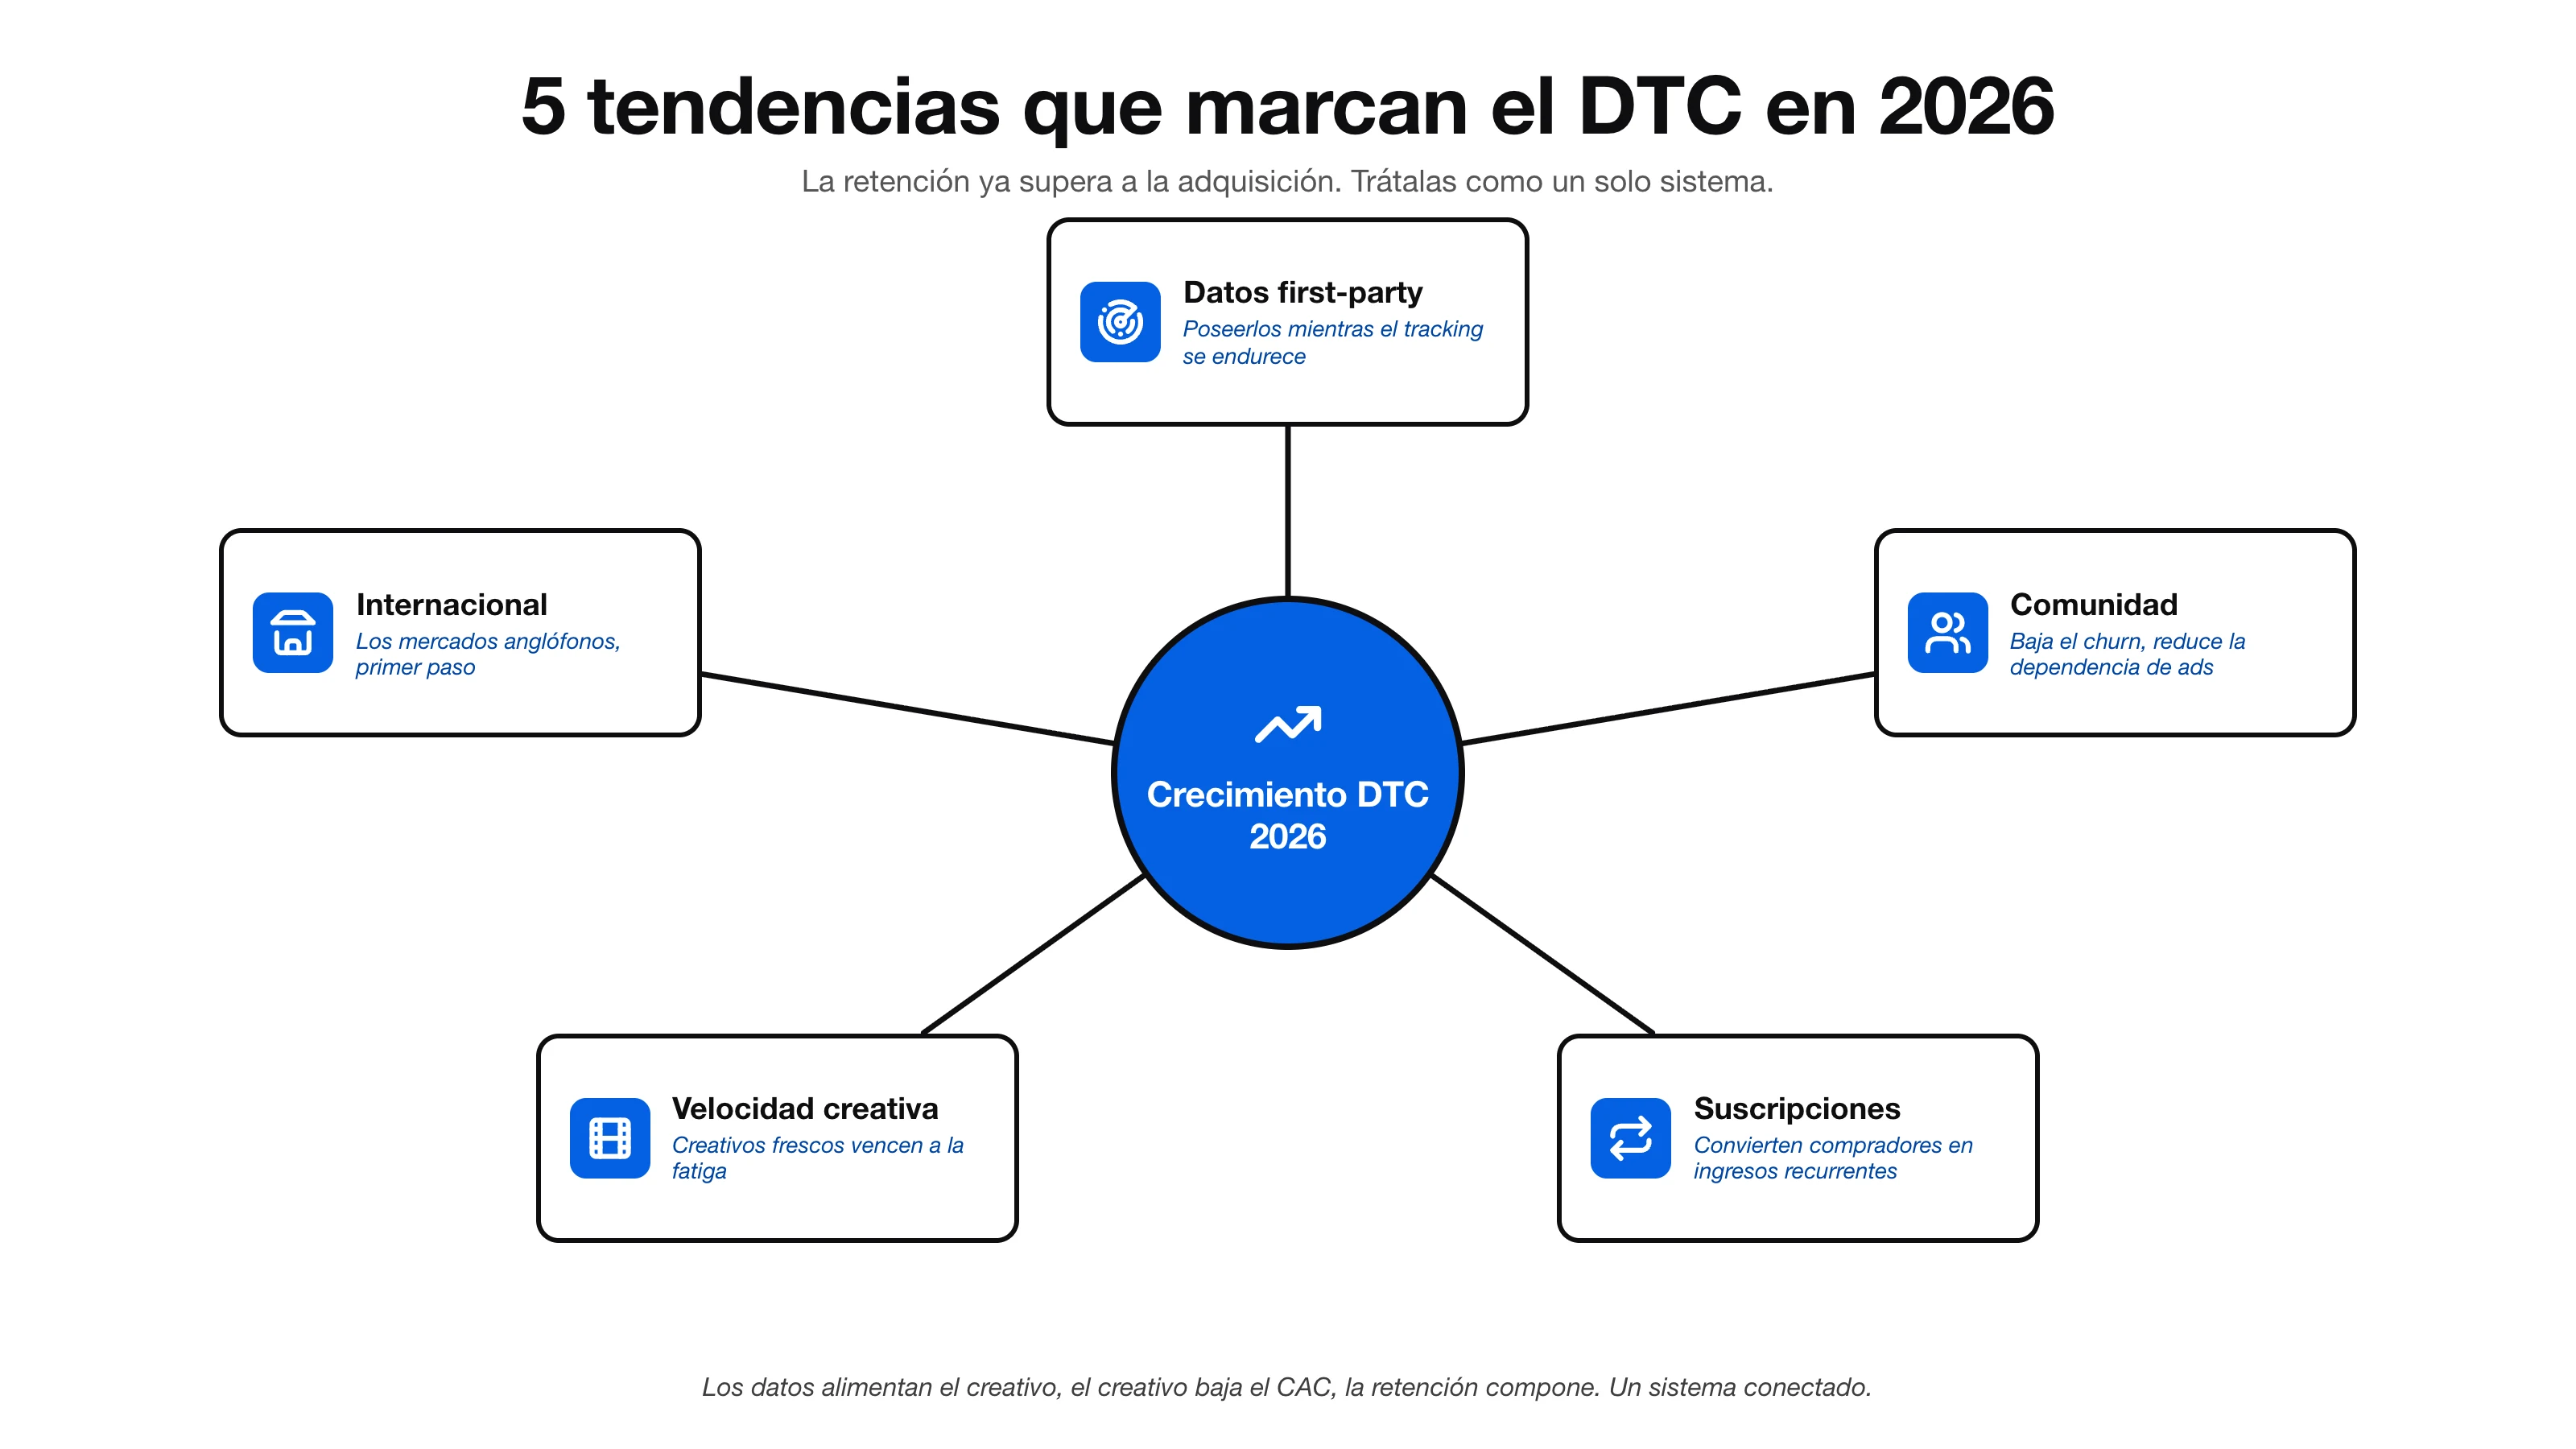 5 tendencias que marcan el DTC en 2026
La retención ya supera a la adquisición. Trátalas como un solo sistema.
Datos first-party
Poseerlos mientras el tracking
se endurece
Internacional
Los mercados anglófonos,
primer paso
Comunidad
Baja el churn, reduce la
dependencia de ads
Crecimiento DTC
2026
Velocidad creativa
Creativos frescos vencen a la
fatiga
Suscripciones
Convierten compradores en
ingresos recurrentes
Los datos alimentan el creativo, el creativo baja el CAC, la retención compone. Un sistema conectado.